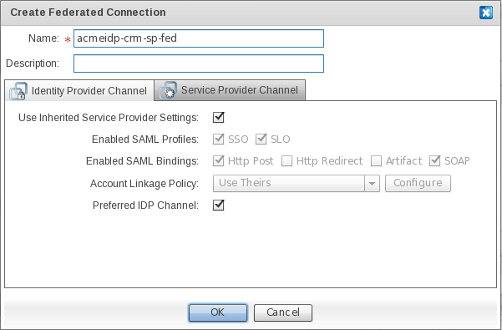 Create Federated Connection
Name: * acmeidp-crm-sp-fed
Description:
Identity Provider Channel Service Provider Channel
Use Inherited Service Provider Settings:
Enabled SAML Profiles: SSO SLO
Enabled SAML Bindings: Http Post Http Redirect Artifact SOAP
Account Linkage Policy: Use Theirs Configure
Preferred IDP Channel:
OK Cancel